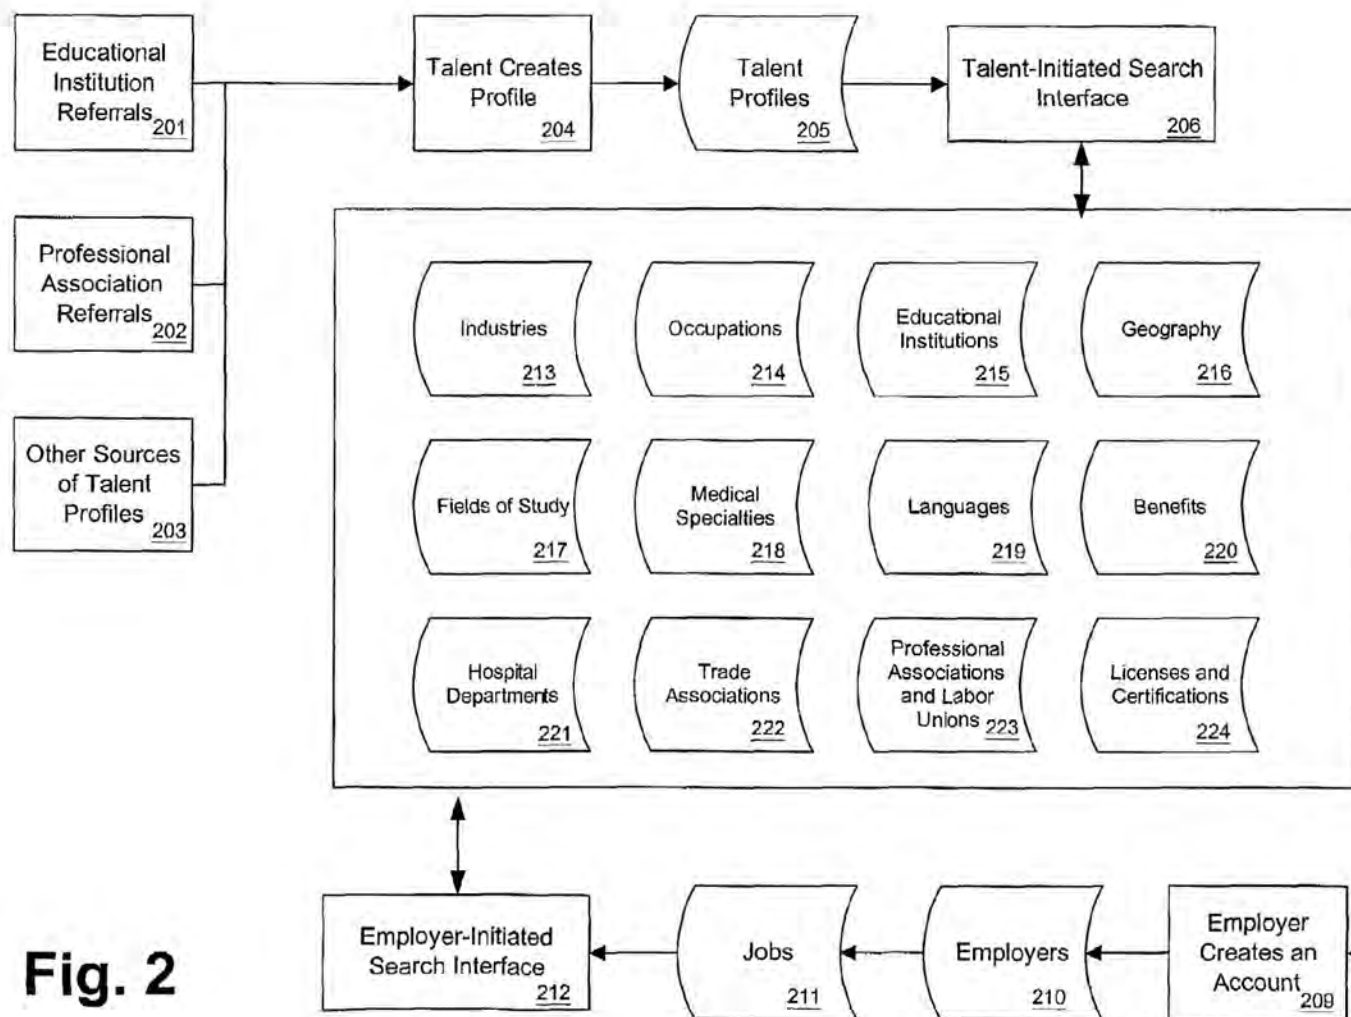 Educational
Institution
Referrals
201
Talent Creates
Profile
204
Talent
Profiles
205
Talent-Initiated Search
Interface
206
Professional
Association
Referrals
202
Other Sources
of Talent
Profiles
203
Industries
213
Occupations
214
Educational
Institutions
215
Geography
216
Fields of Study
217
Medical
Specialties
218
Languages
219
Benefits
220
Hospital
Departments
221
Trade
Associations
222
Professional
Associations
and Labor
Unions
223
Licenses and
Certifications
224
Employer-Initiated
Search Interface
212
Jobs
211
Employers
210
Employer
Creates an
Account
209
Fig. 2